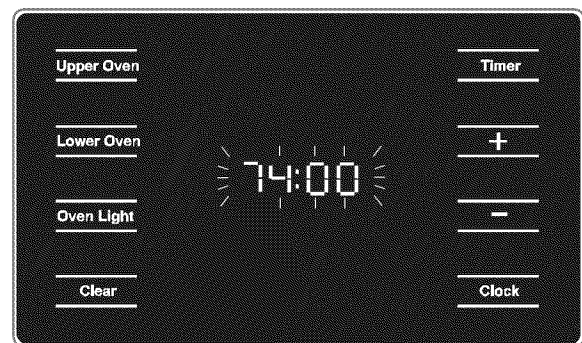 Upper Oven
Timer
Lower Oven
+
74:00
Oven Light
-
Clear
Clock